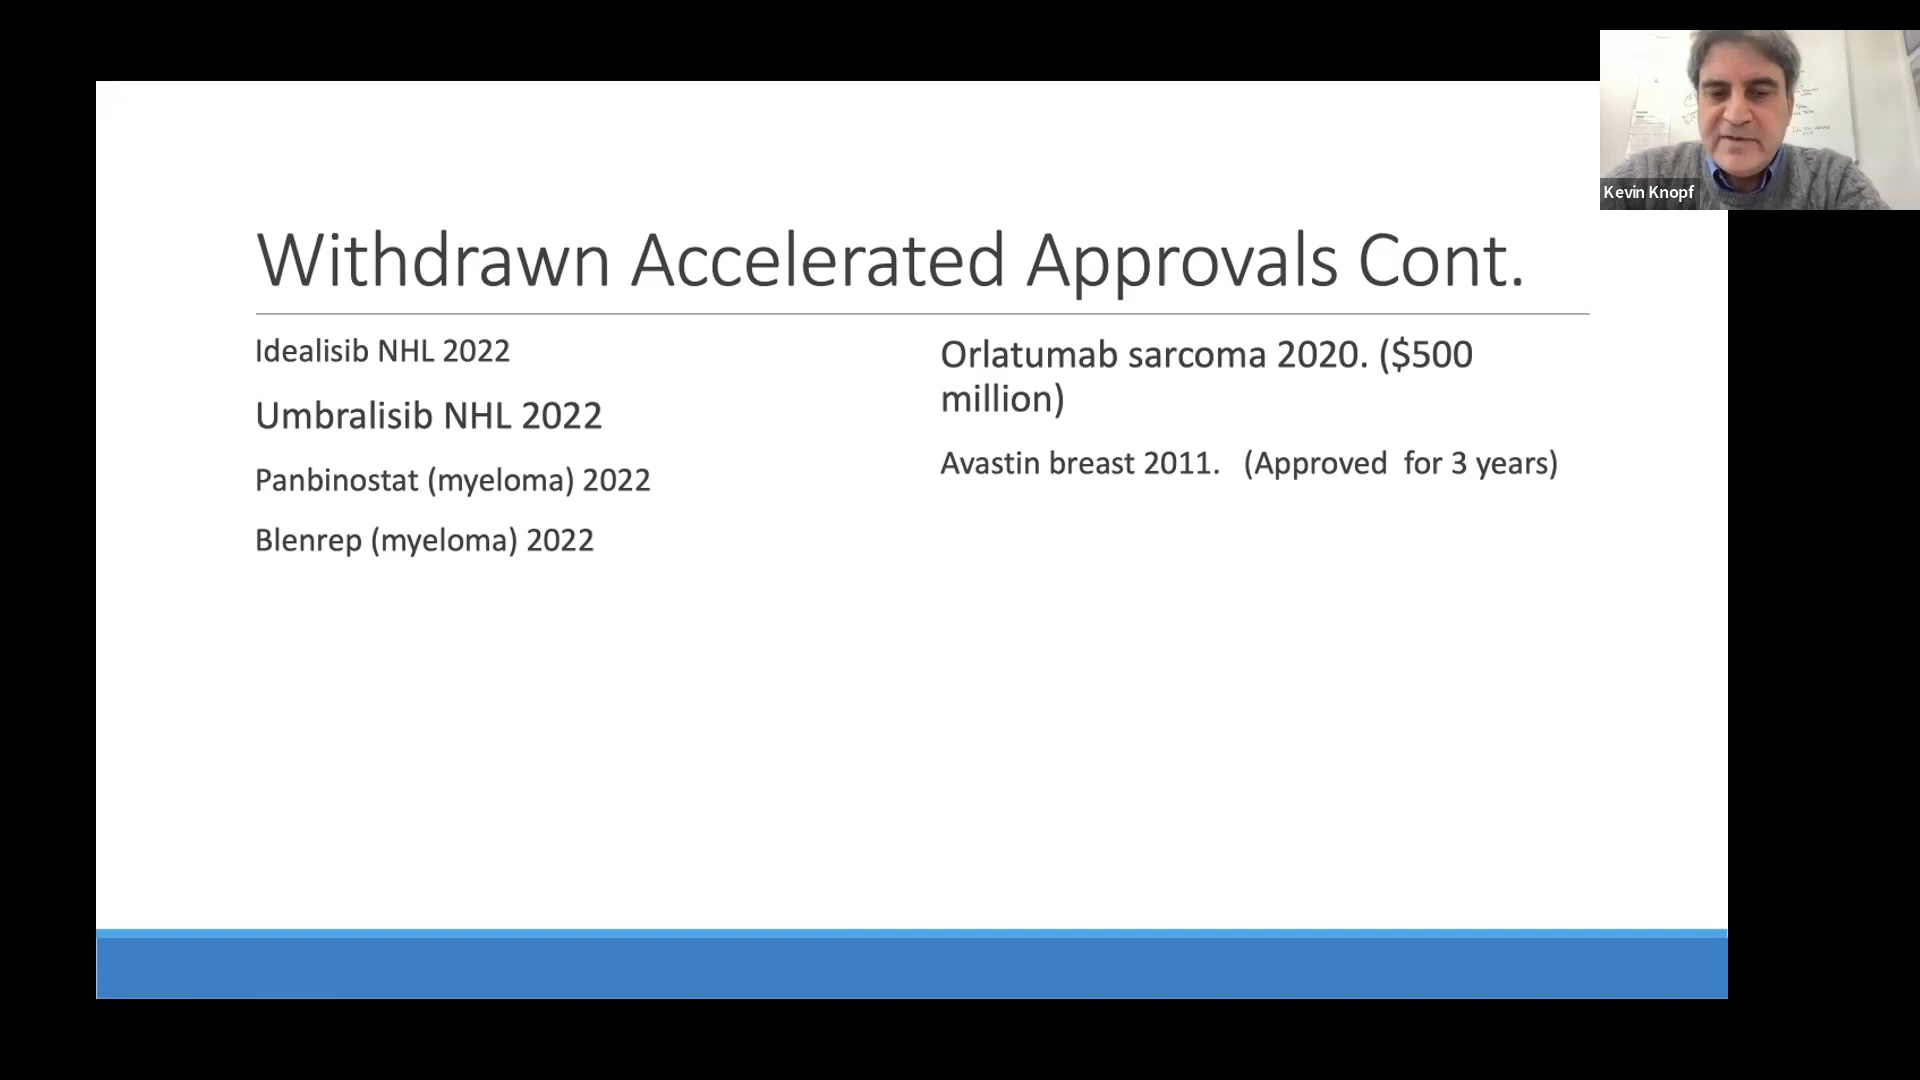 Kevin Knopf
Withdrawn Accelerated Approvals Cont.
Idealisib NHL 2022
Umbralisib NHL 2022
Panbinostat (myeloma) 2022
Blenrep (myeloma) 2022
Orlatumab sarcoma 2020. ($500
million)
Avastin breast 2011. (Approved for 3 years)